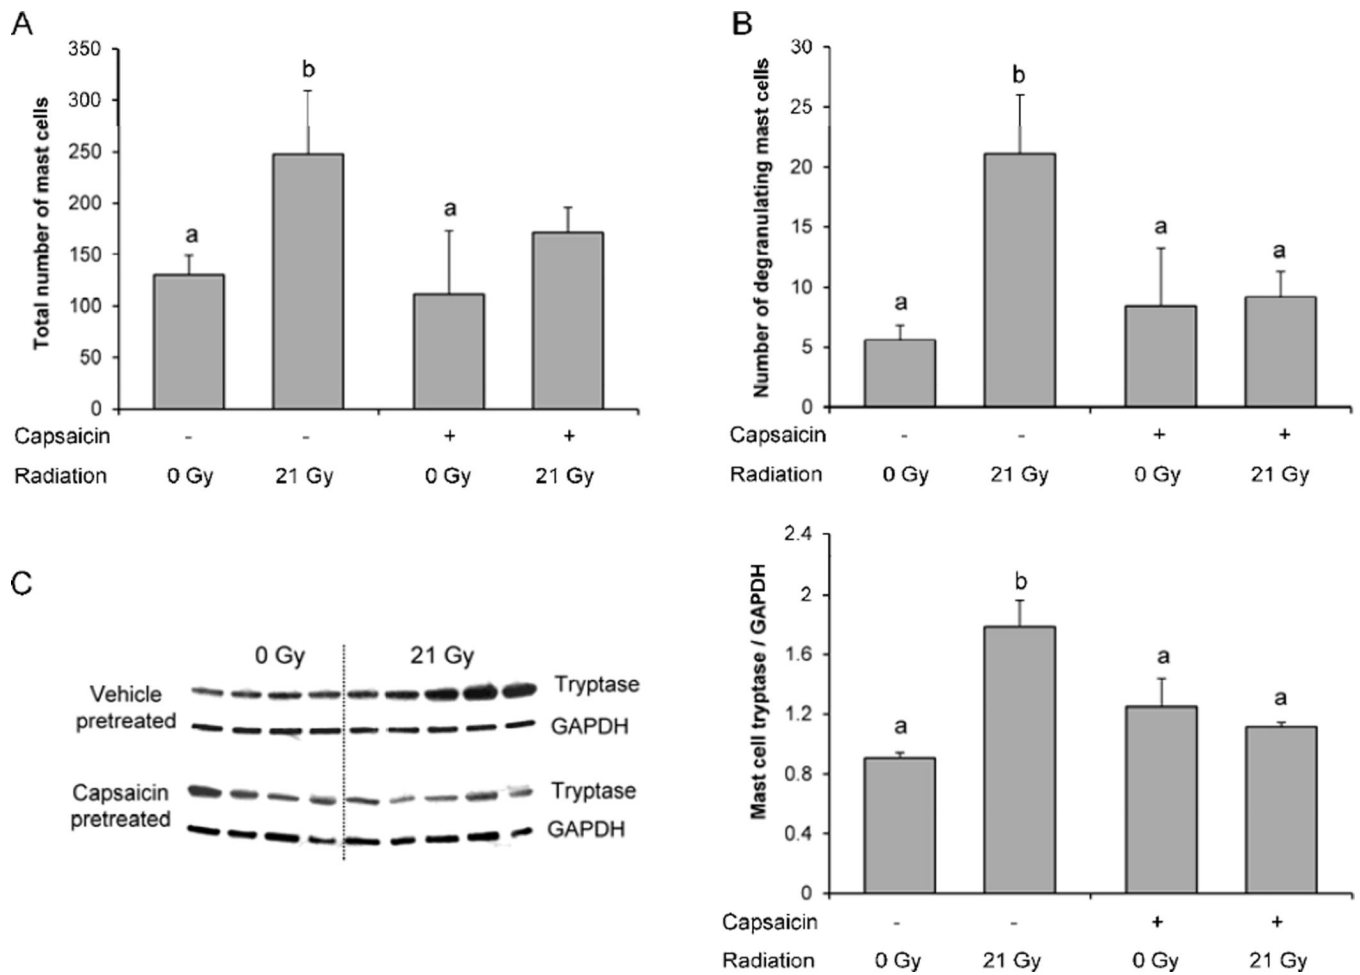 A
350
300
250
200
150
100
50
0
Total number of mast cells
a
b
a
Capsaicin - - + +
Radiation 0 Gy 21 Gy 0 Gy 21 Gy
B
30
25
20
15
10
5
0
Number of degranulating mast cells
a
b
a
a
Capsaicin - - + +
Radiation 0 Gy 21 Gy 0 Gy 21 Gy
C
0 Gy 21 Gy
Vehicle
pretreated
Tryptase
GAPDH
Capsaicin
pretreated
Tryptase
GAPDH
2.4
2
1.6
1.2
0.8
0.4
0
Mast cell tryptase / GAPDH
a
b
a
a
Capsaicin - - + +
Radiation 0 Gy 21 Gy 0 Gy 21 Gy